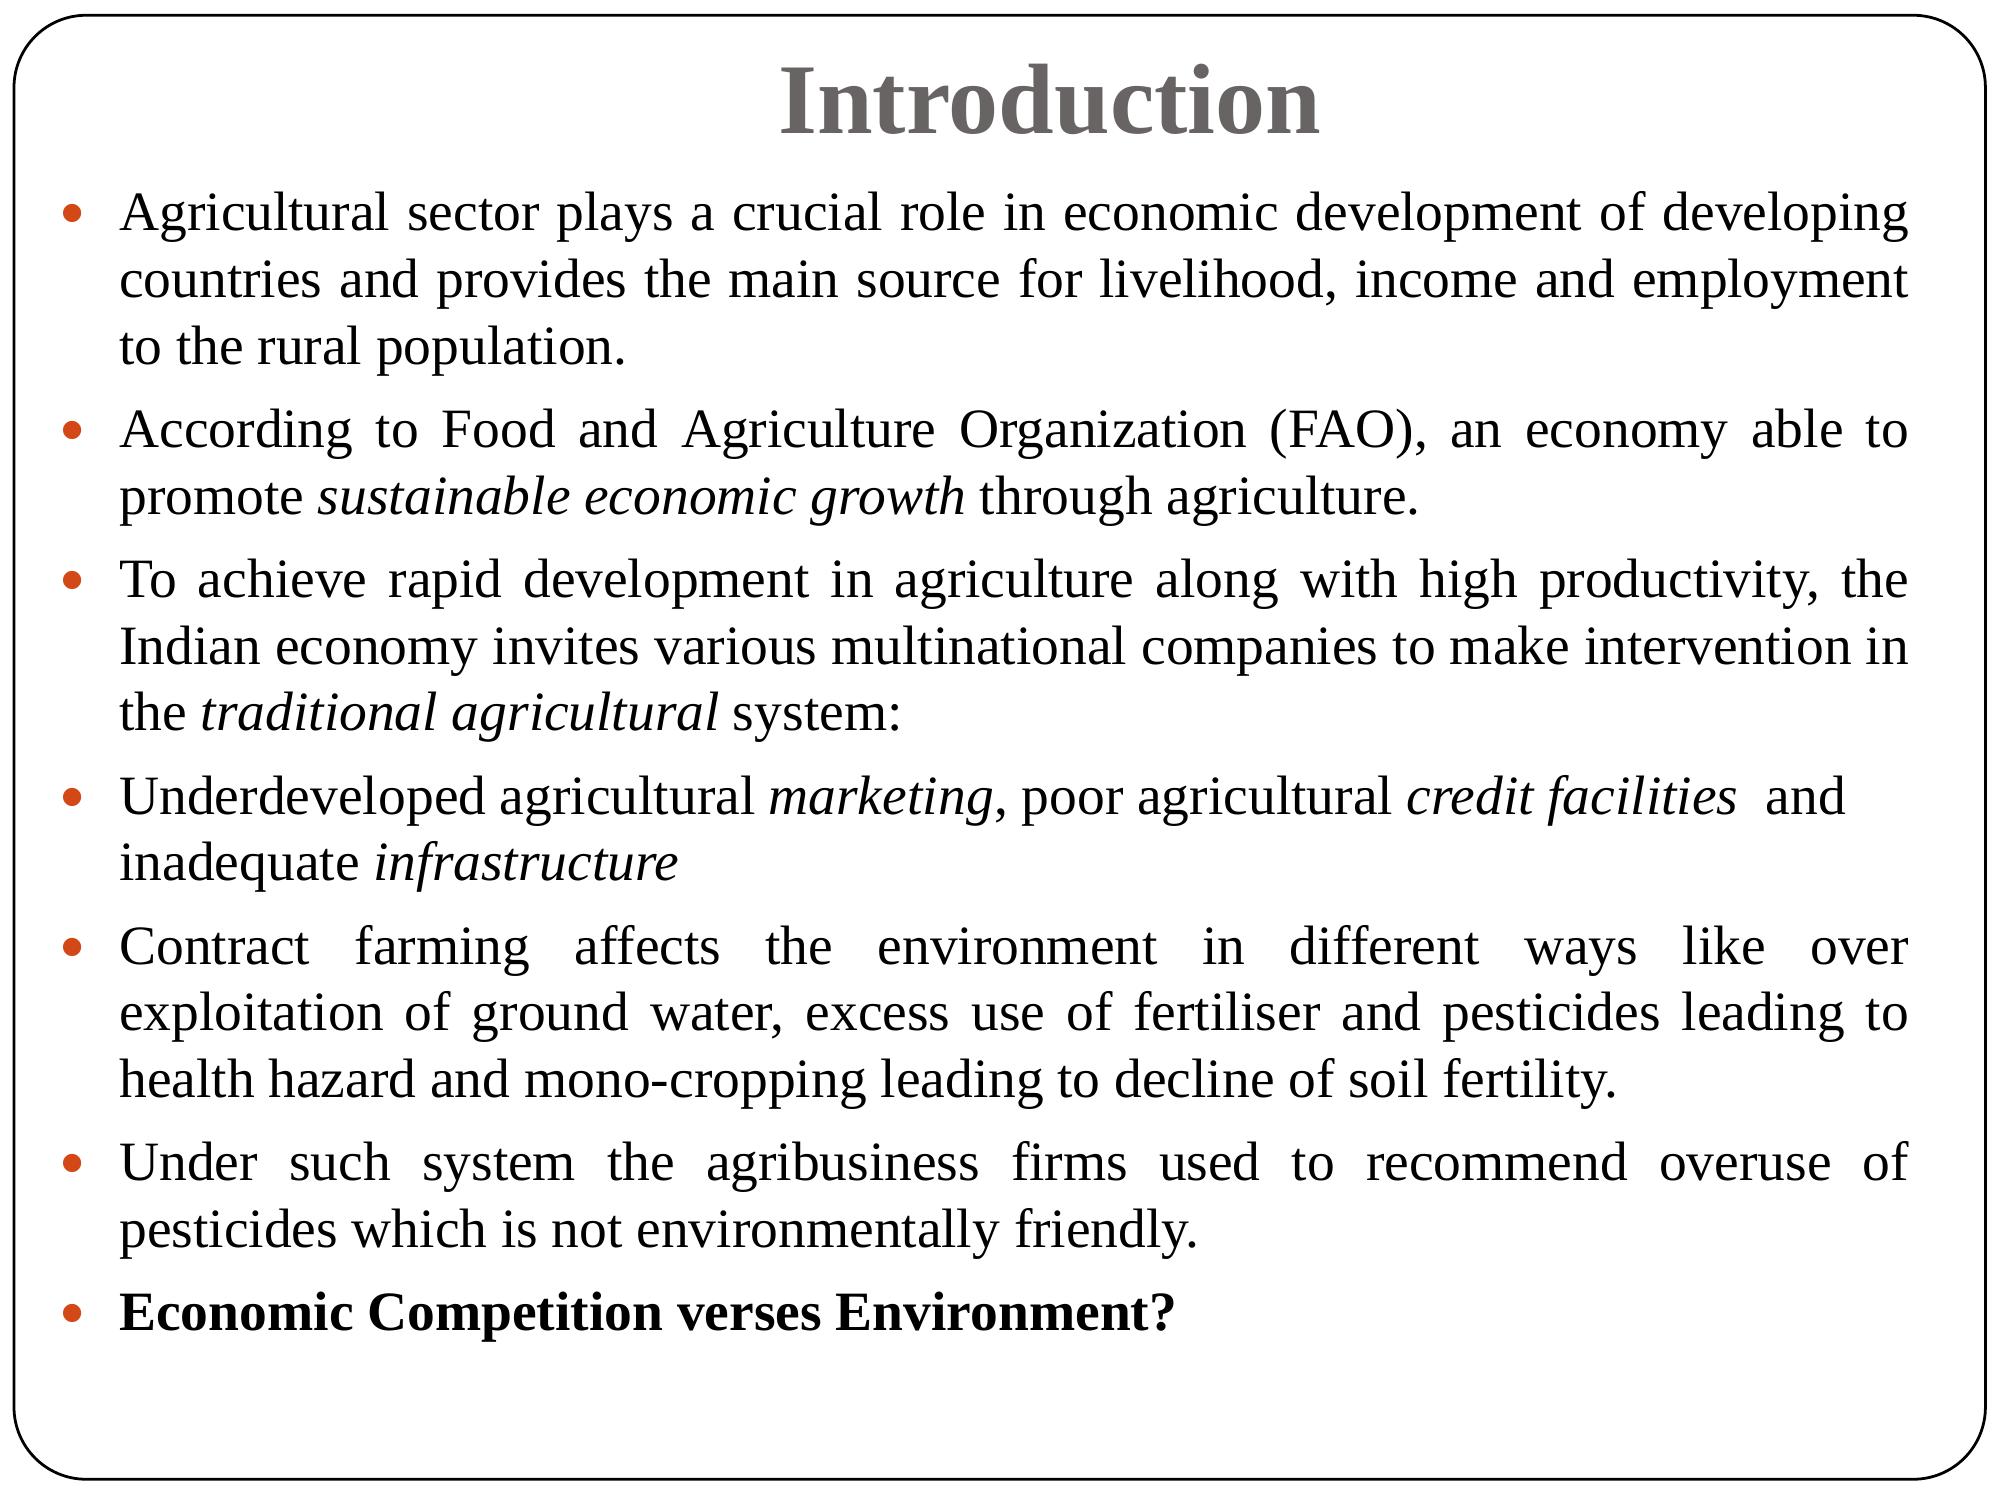 Introduction
• Agricultural sector plays a crucial role in economic development of developing
countries and provides the main source for livelihood, income and employment
to the rural population.
• According to Food and Agriculture Organization (FAO), an economy able to
promote sustainable economic growth through agriculture.
• To achieve rapid development in agriculture along with high productivity, the
Indian economy invites various multinational companies to make intervention in
the traditional agricultural system:
• Underdeveloped agricultural marketing, poor agricultural credit facilities  and
inadequate infrastructure
• Contract farming affects the environment in different ways like over
exploitation of ground water, excess use of fertiliser and pesticides leading to
health hazard and mono-cropping leading to decline of soil fertility.
• Under such system the agribusiness firms used to recommend overuse of
pesticides which is not environmentally friendly.
• Economic Competition verses Environment?